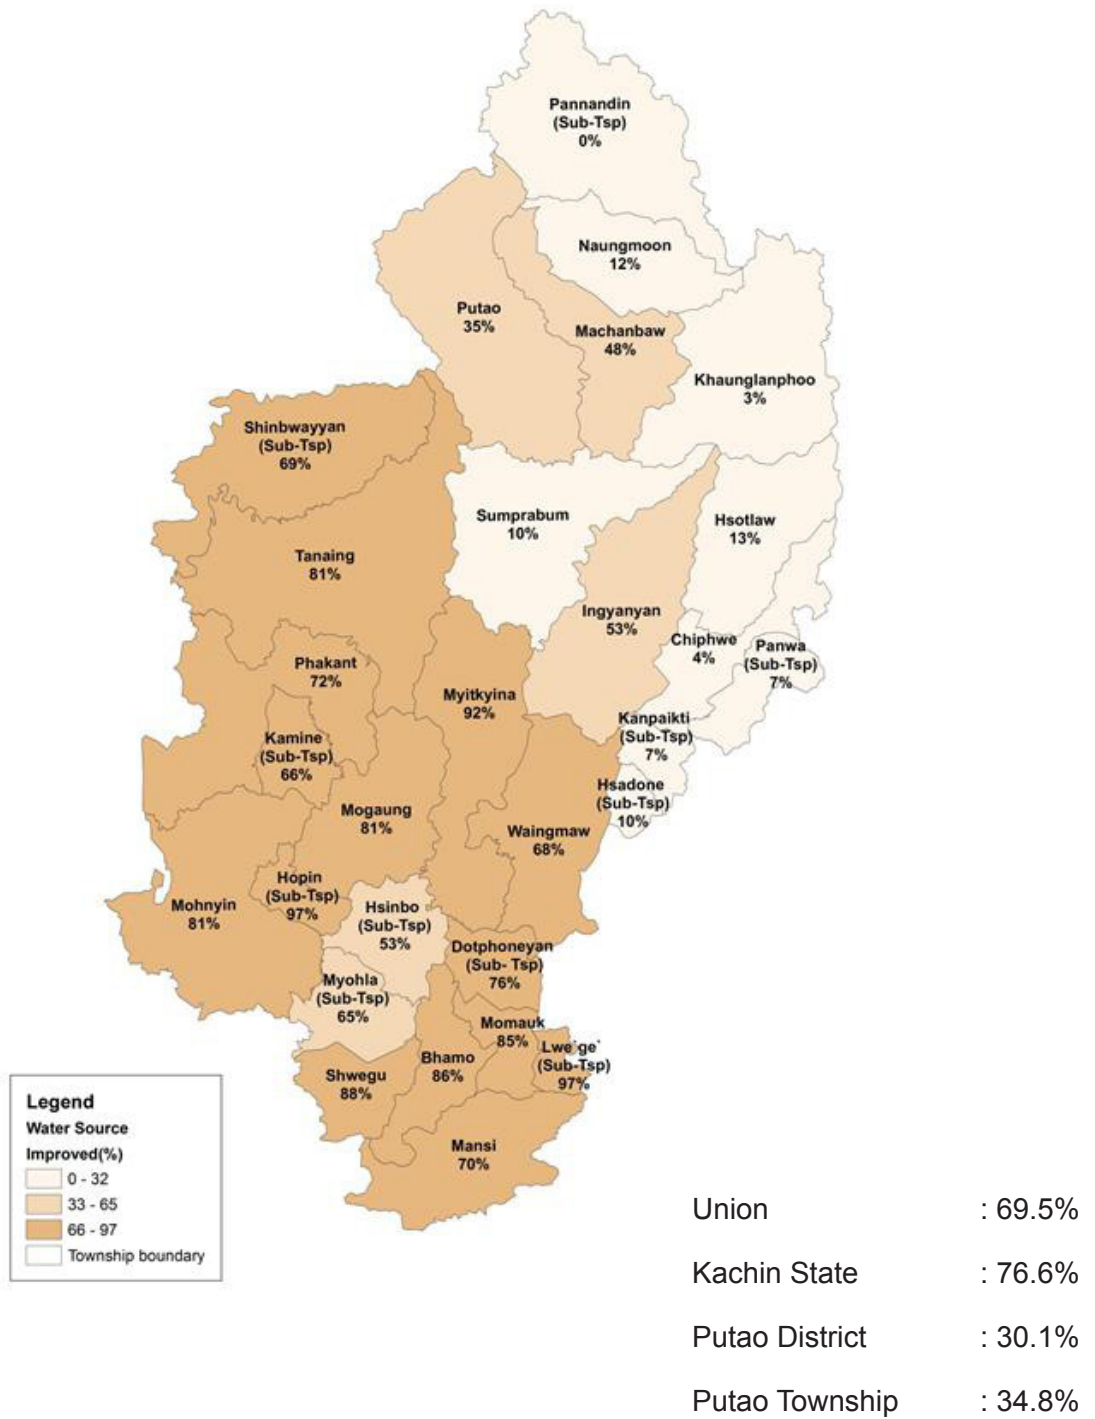 Pannandin
(Sub-Tsp)
0%
Naungmoon
12%
Putao
35%
Machanbaw
48%
Khaunglanphoo
3%
Shinbwayyan
(Sub-Tsp)
69%
Sumprabum
10%
Hsotlaw
13%
Tanaing
81%
Ingyanyan
53%
Chiphwe
4%
Panwa
(Sub-Tsp)
7%
Phakant
72%
Myitkyina
92%
Kanpaikti
(Sub-Tsp)
7%
Kamine
(Sub-Tsp)
66%
Hsadone
(Sub-Tsp)
10%
Mogaung
81%
Waingmaw
68%
Hopin
(Sub-Tsp)
97%
Mohnyin
81%
Hsinbo
(Sub-Tsp)
53%
Dotphoneyan
(Sub- Tsp)
76%
Myohla
(Sub-Tsp)
65%
Momauk
85%
Lwe`ge`
(Sub-Tsp)
97%
Bhamo
86%
Shwegu
88%
Mansi
70%
Legend
Water Source
Improved(%)
0 - 32
33 - 65
66 - 97
Township boundary
Union : 69.5%
Kachin State : 76.6%
Putao District : 30.1%
Putao Township : 34.8%